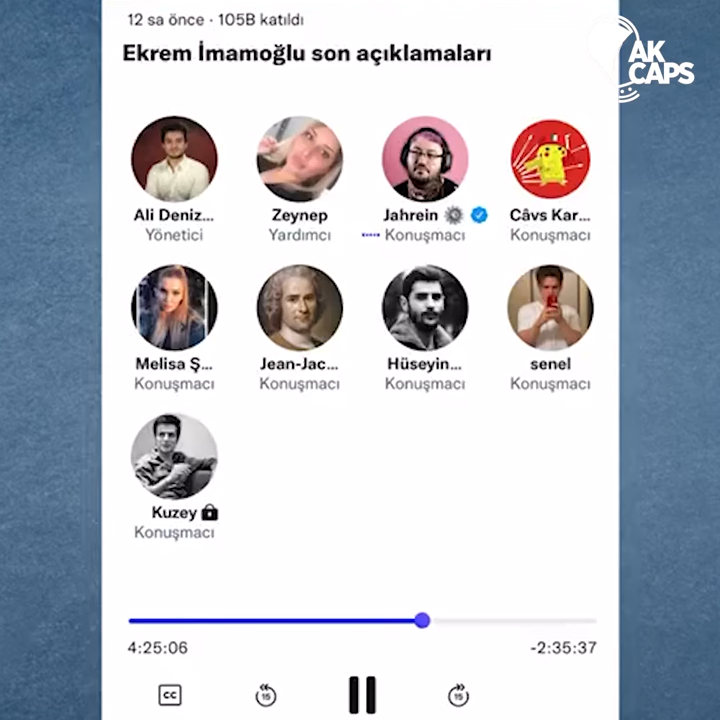 12 sa önce · 105B katıldı
AK
CAPS
Ekrem İmamoğlu son açıklamaları
Ali Deniz... Zeynep Jahrein Câvs Kar...
Yönetici Yardımcı Konuşmacı Konuşmacı
Melisa Ş... Jean-Jac... Hüseyin... senel
Konuşmacı Konuşmacı Konuşmacı Konuşmacı
Kuzey
Konuşmacı
4:25:06 -2:35:37
CC 15 15